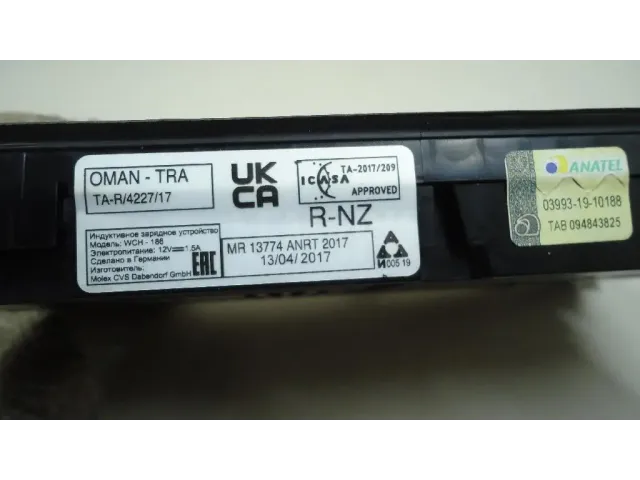 OMAN - TRA
TA-R/4227/17
UK
CA
ICASA
TA-2017/209
APPROVED
R-NZ
Индуктивное зарядное устройство
Модель: WCH - 186
Электропитание: 12V⎓1.5A
Сделано в Германии
Molex CVS Dabendorf GmbH
EAC
MR 13774 ANRT 2017
13/04/2017
И005 19
ANATEL
03993-19-10188
TAB 094843825